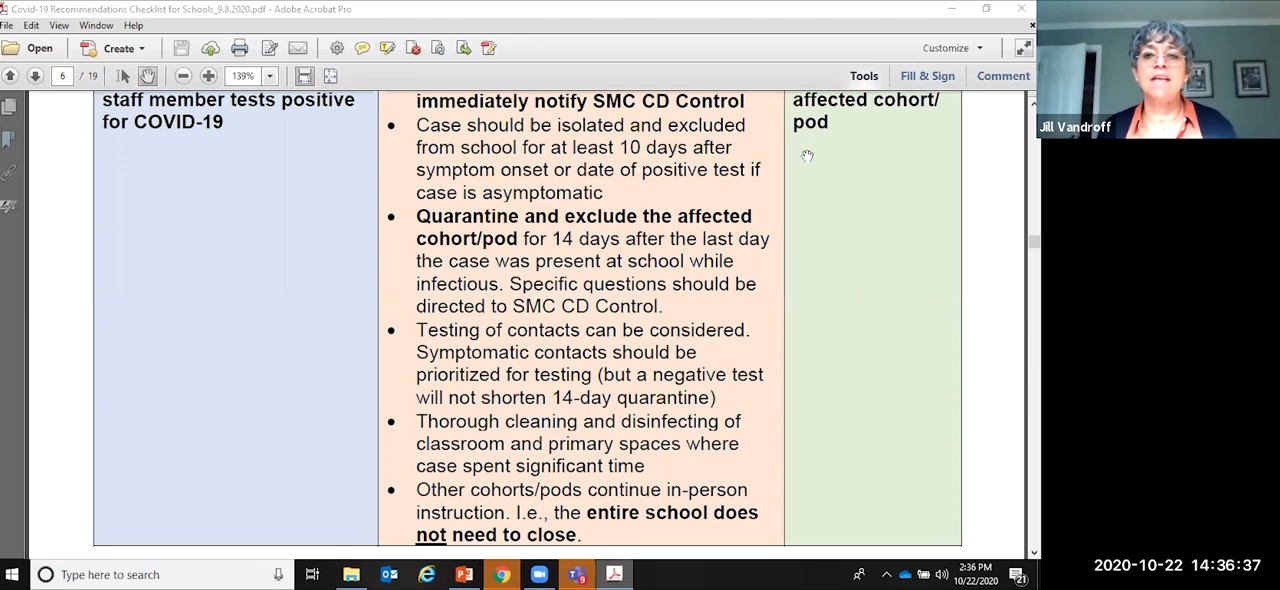 Covid-19 Recommendations Checklist for Schools_9.8.2020.pdf - Adobe Acrobat Pro
File Edit View Window Help
Open Create Customize
6 / 19 139% Tools Fill & Sign Comment
staff member tests positive
for COVID-19
immediately notify SMC CD Control
• Case should be isolated and excluded
from school for at least 10 days after
symptom onset or date of positive test if
case is asymptomatic
• Quarantine and exclude the affected
cohort/pod for 14 days after the last day
the case was present at school while
infectious. Specific questions should be
directed to SMC CD Control.
• Testing of contacts can be considered.
Symptomatic contacts should be
prioritized for testing (but a negative test
will not shorten 14-day quarantine)
• Thorough cleaning and disinfecting of
classroom and primary spaces where
case spent significant time
• Other cohorts/pods continue in-person
instruction. I.e., the entire school does
not need to close.
affected cohort/
pod
Jill Vandroff
Type here to search
2:36 PM
10/22/2020
21
2020-10-22 14:36:37